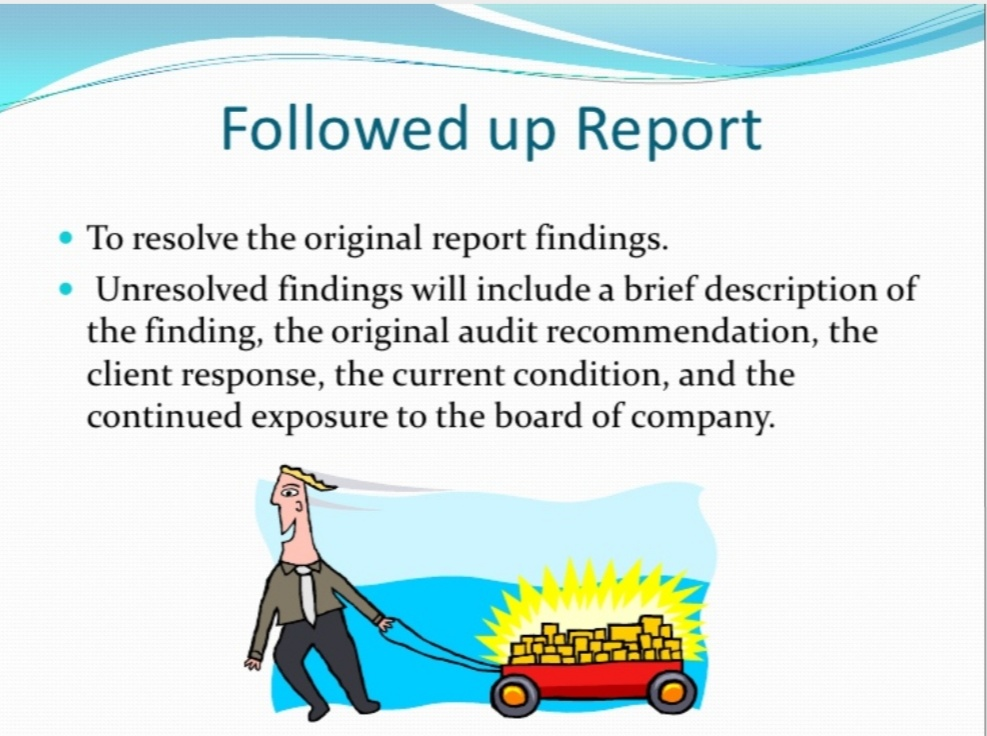 Followed up Report
To resolve the original report findings.
Unresolved findings will include a brief description of
the finding, the original audit recommendation, the
client response, the current condition, and the
continued exposure to the board of company.